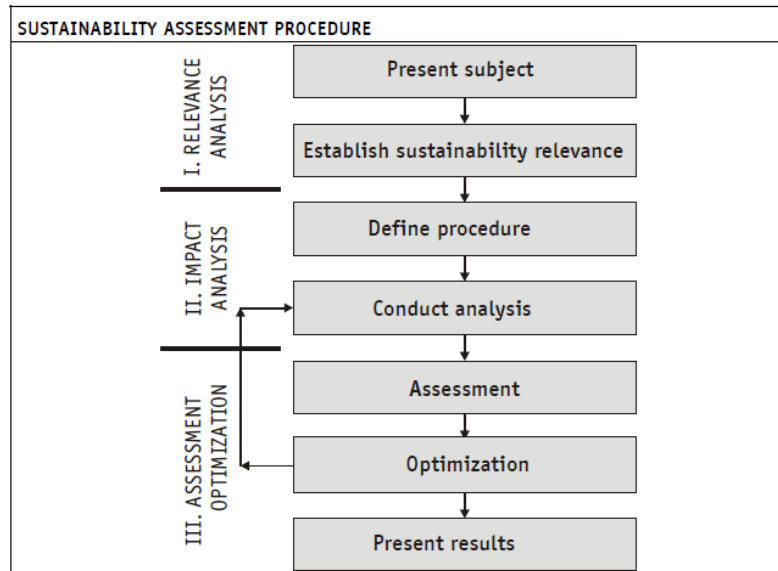 SUSTAINABILITY ASSESSMENT PROCEDURE
I. RELEVANCE
ANALYSIS
Present subject
Establish sustainability relevance
II. IMPACT
ANALYSIS
Define procedure
Conduct analysis
III. ASSESSMENT
OPTIMIZATION
Assessment
Optimization
Present results